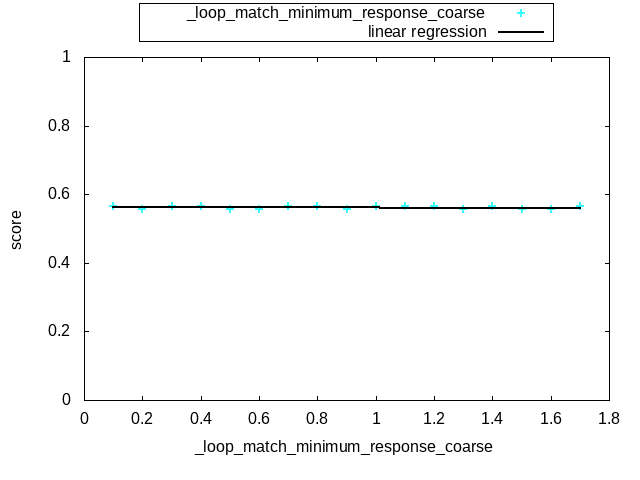 _loop_match_minimum_response_coarse
linear regression
1
0.8
0.6
0.4
0.2
0
score
0 0.2 0.4 0.6 0.8 1 1.2 1.4 1.6 1.8
_loop_match_minimum_response_coarse